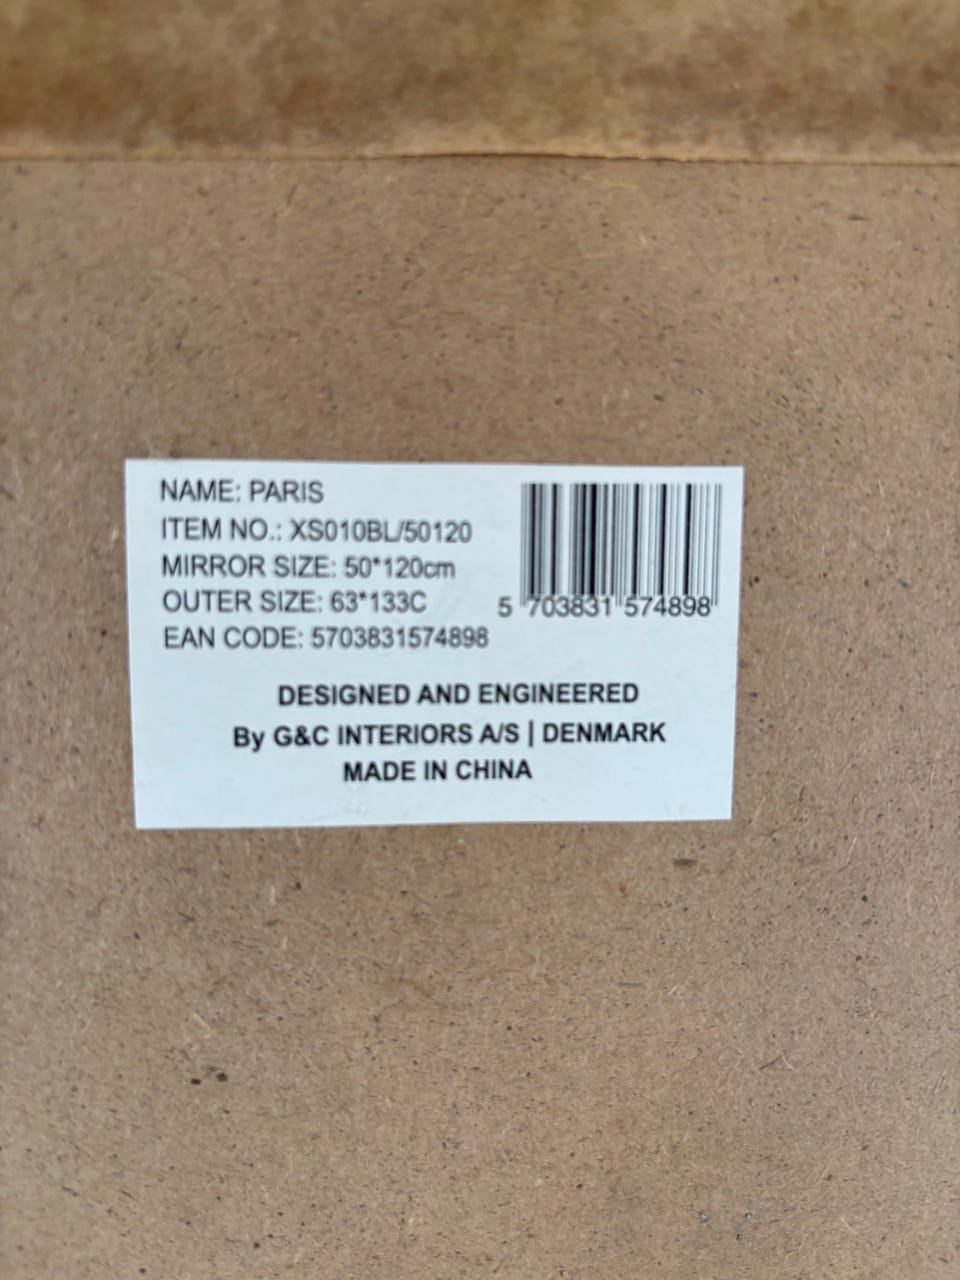 NAME: PARIS
ITEM NO.: XS010BL/50120
MIRROR SIZE: 50*120cm
OUTER SIZE: 63*133C
EAN CODE: 5703831574898
5 703831 574898
DESIGNED AND ENGINEERED
By G&C INTERIORS A/S | DENMARK
MADE IN CHINA